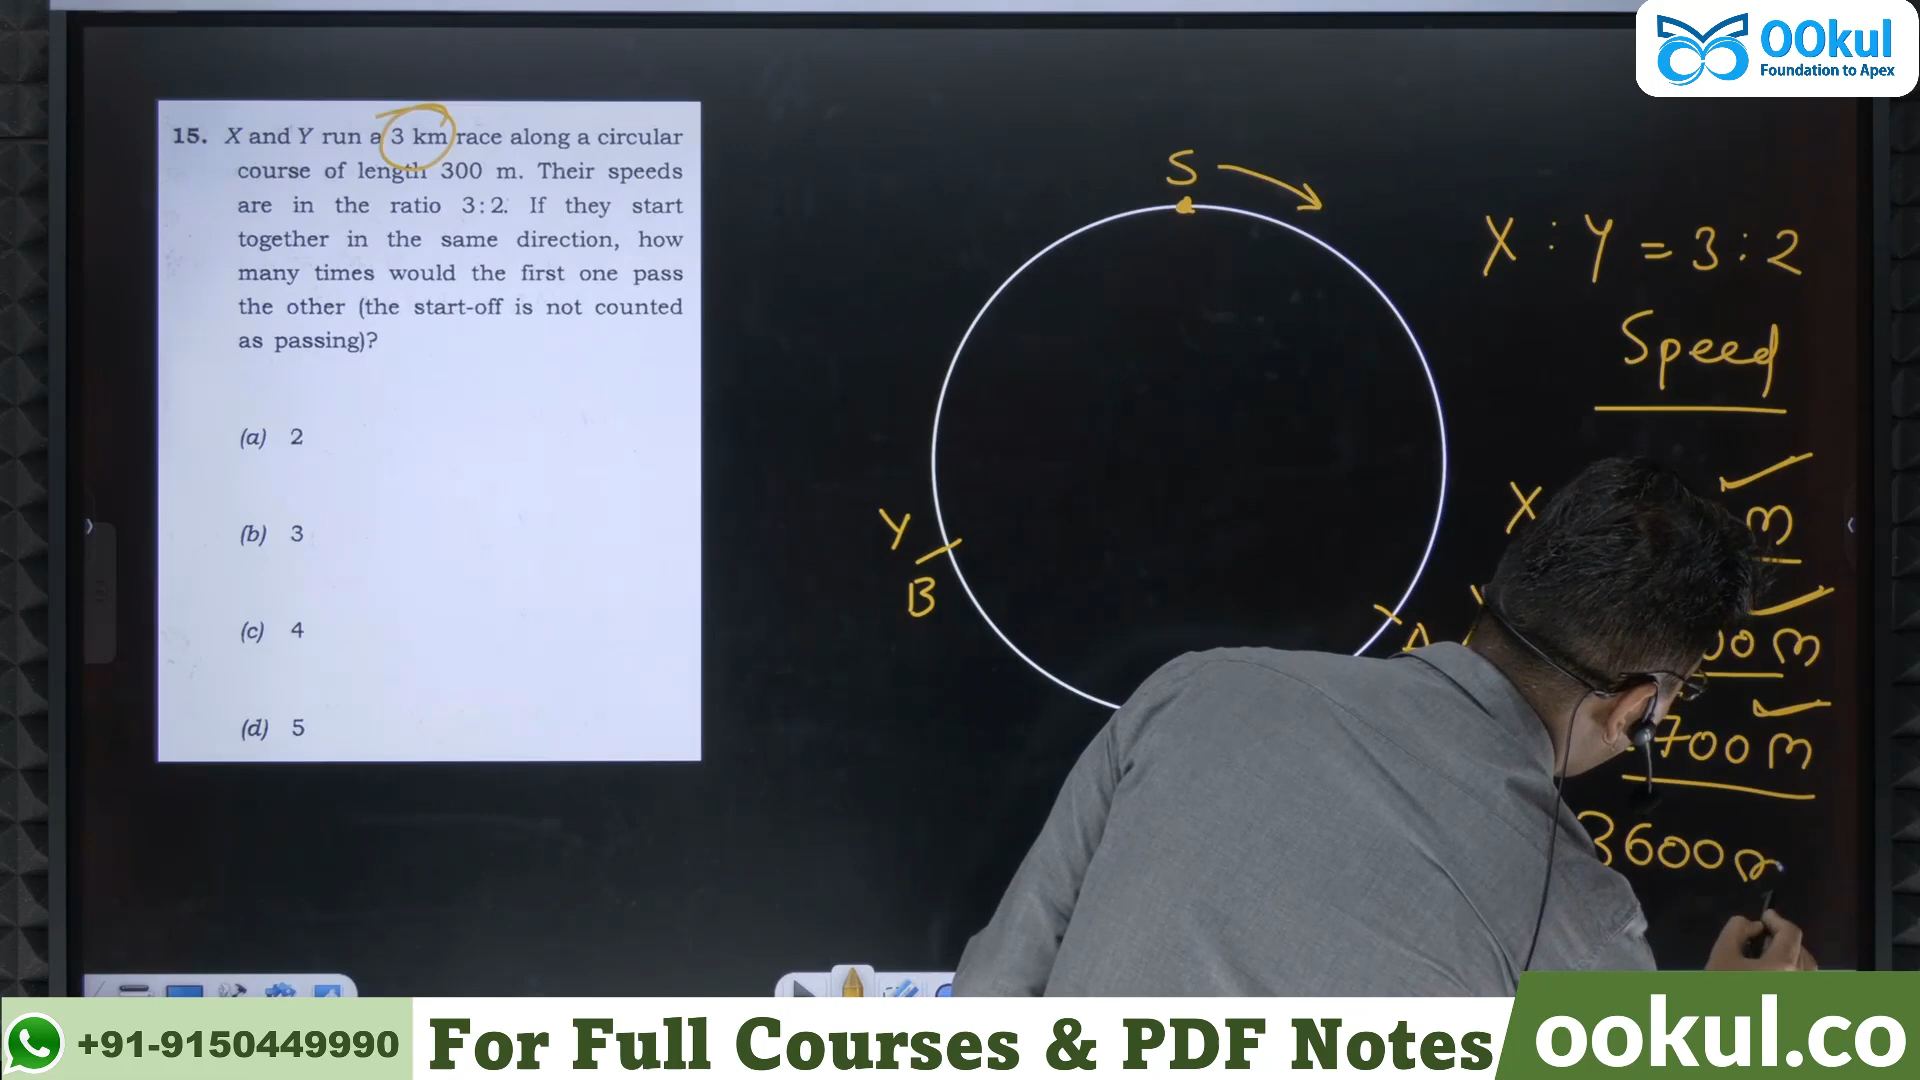 OOkul
Foundation to Apex
15. X and Y run a 3 km race along a circular
course of length 300 m. Their speeds
are in the ratio 3:2. If they start
together in the same direction, how
many times would the first one pass
the other (the start-off is not counted
as passing)?
(a) 2
(b) 3
(c) 4
(d) 5
S
X : Y = 3 : 2
Speed
Y
B
A
X m
00 m
700 m
3600 m
+91-9150449990
For Full Courses & PDF Notes
ookul.co